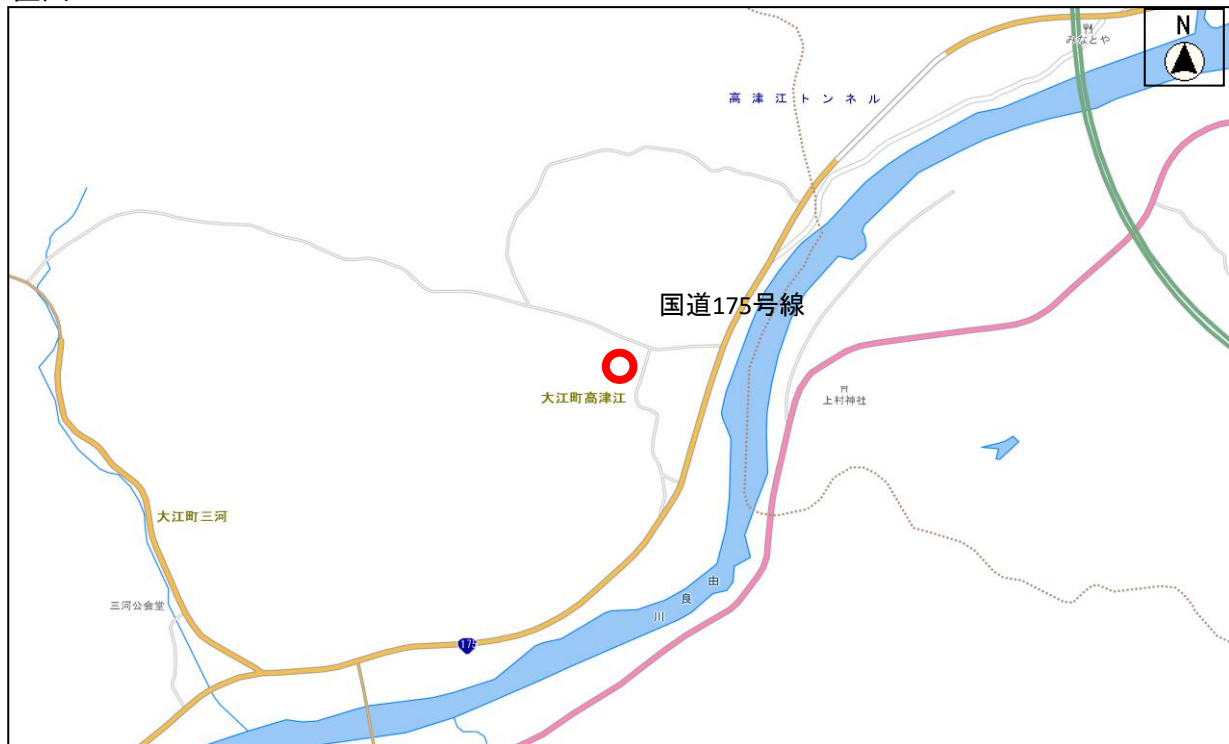 N
みなとや
高津江トンネル
国道175号線
大江町高津江
上村神社
大江町三河
三河公会堂
由良川
175